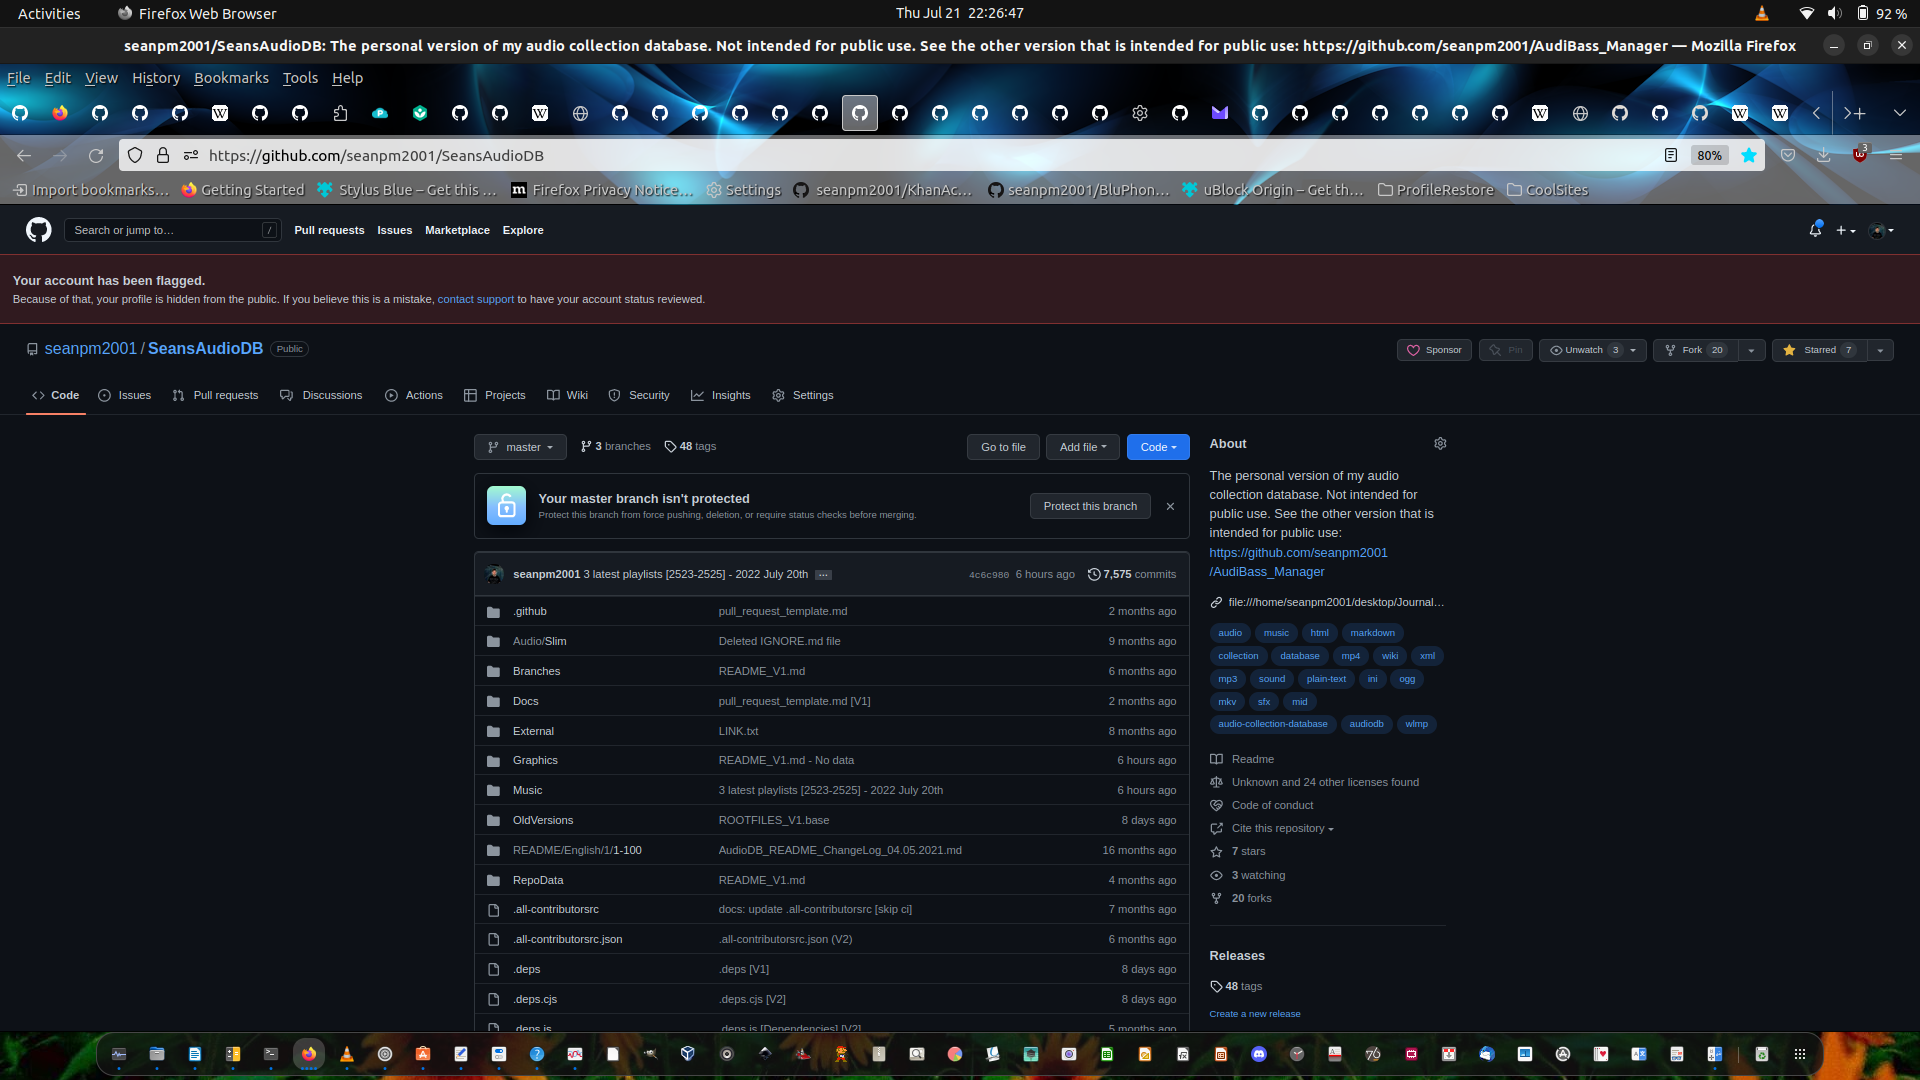 Activities
Firefox Web Browser
Thu Jul 21 22:26:47
92 %
seanpm2001/SeansAudioDB: The personal version of my audio collection database. Not intended for public use. See the other version that is intended for public use: https://github.com/seanpm2001/AudiBass_Manager — Mozilla Firefox
File Edit View History Bookmarks Tools Help
https://github.com/seanpm2001/SeansAudioDB
80%
3
Import bookmarks…
Getting Started
Stylus Blue – Get this …
Firefox Privacy Notice…
Settings
seanpm2001/KhanAc…
seanpm2001/BluPhon…
uBlock Origin – Get th…
ProfileRestore
CoolSites
Search or jump to…
/
Pull requests
Issues
Marketplace
Explore
Your account has been flagged.
Because of that, your profile is hidden from the public. If you believe this is a mistake, contact support to have your account status reviewed.
seanpm2001 / SeansAudioDB
Public
Sponsor
Pin
Unwatch 3
Fork 20
Starred 7
Code
Issues
Pull requests
Discussions
Actions
Projects
Wiki
Security
Insights
Settings
master
3 branches
48 tags
Go to file
Add file
Code
Your master branch isn't protected
Protect this branch from force pushing, deletion, or require status checks before merging.
Protect this branch
seanpm2001 3 latest playlists [2523-2525] - 2022 July 20th
…
4c6c980 6 hours ago
7,575 commits
.github pull_request_template.md 2 months ago
Audio/Slim Deleted IGNORE.md file 9 months ago
Branches README_V1.md 6 months ago
Docs pull_request_template.md [V1] 2 months ago
External LINK.txt 8 months ago
Graphics README_V1.md - No data 6 hours ago
Music 3 latest playlists [2523-2525] - 2022 July 20th 6 hours ago
OldVersions ROOTFILES_V1.base 8 days ago
README/English/1/1-100 AudioDB_README_ChangeLog_04.05.2021.md 16 months ago
RepoData README_V1.md 4 months ago
.all-contributorsrc docs: update .all-contributorsrc [skip ci] 7 months ago
.all-contributorsrc.json .all-contributorsrc.json (V2) 6 months ago
.deps .deps [V1] 8 days ago
.deps.cjs .deps.cjs [V2] 8 days ago
.deps.js .deps.js [Dependencies] [V2] 5 months ago
About
The personal version of my audio
collection database. Not intended for
public use. See the other version that is
intended for public use:
https://github.com/seanpm2001
/AudiBass_Manager
file:///home/seanpm2001/desktop/Journal…
audio music html markdown
collection database mp4 wiki xml
mp3 sound plain-text ini ogg
mkv sfx mid
audio-collection-database audiodb wlmp
Readme
Unknown and 24 other licenses found
Code of conduct
Cite this repository
7 stars
3 watching
20 forks
Releases
48 tags
Create a new release